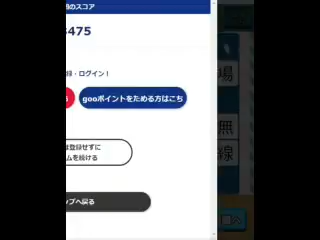 のスコア
475
録・ログイン！
gooポイントをためる方はこち
は登録せずに
ムを続ける
ップへ戻る
場
無
線